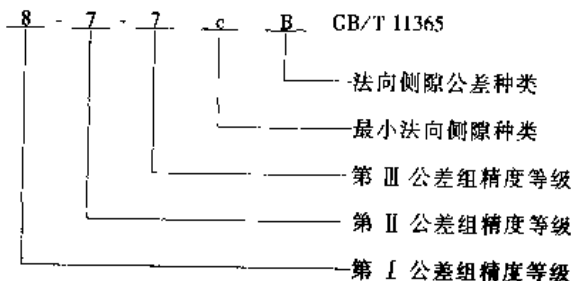 8 - 7 - 7 c B GB/T 11365
法向侧隙公差种类
最小法向侧隙种类
第 Ⅲ 公差组精度等级
第 Ⅱ 公差组精度等级
第 Ⅰ 公差组精度等级